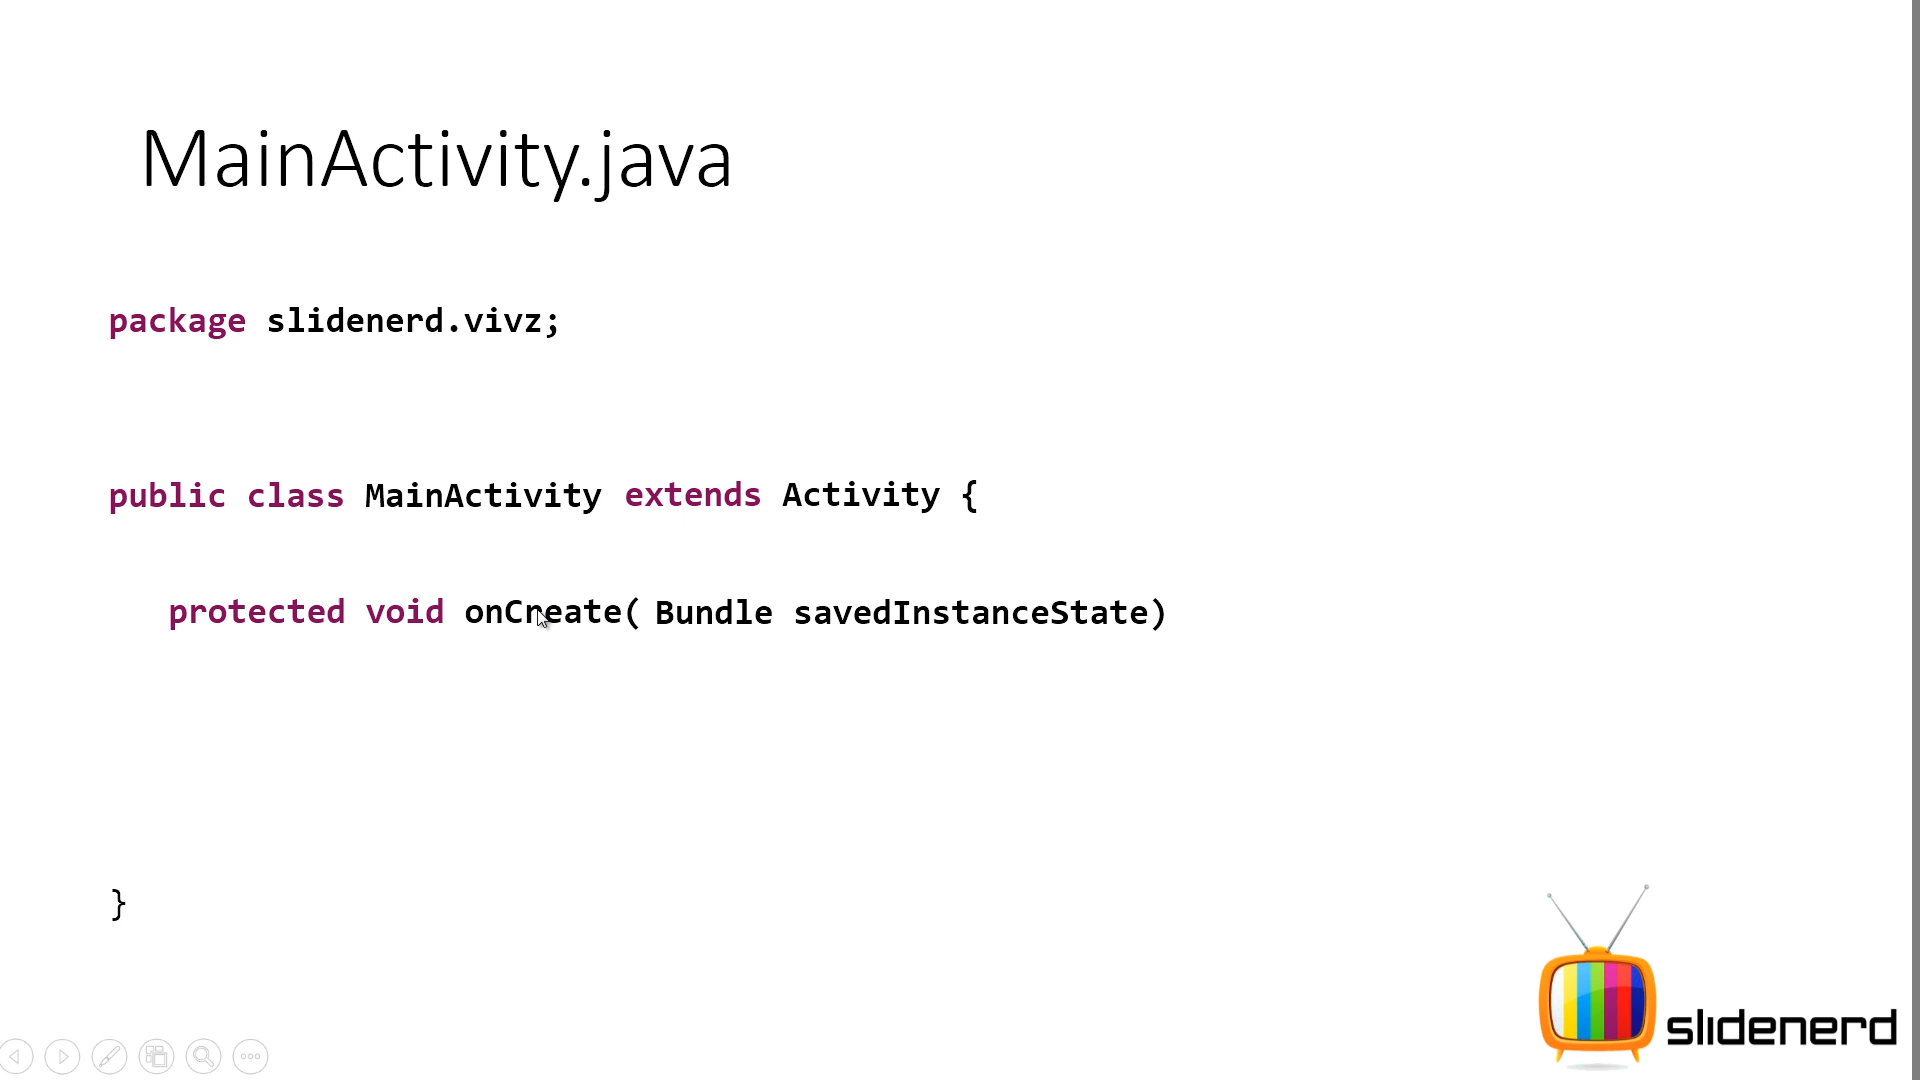 MainActivity.java
package slidenerd.vivz;
public class MainActivity extends Activity {
protected void onCreate( Bundle savedInstanceState)
}
slidenerd